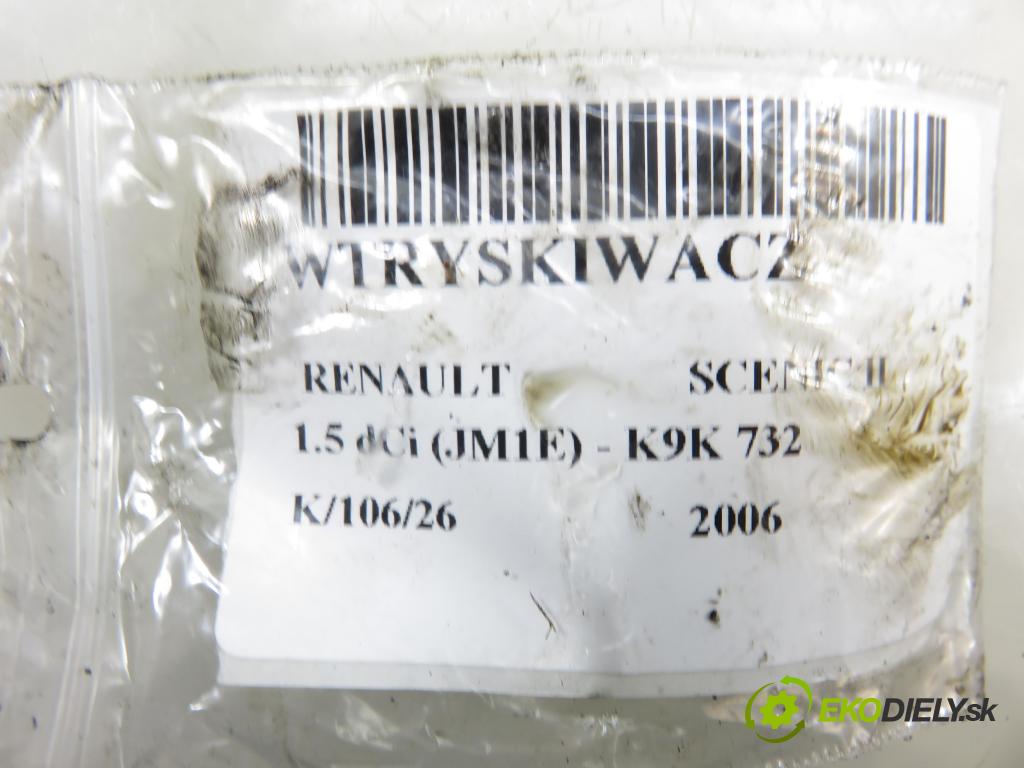 WTRYSKIWACZ
RENAULT SCENIC II
1.5 dCi (JM1E) - K9K 732
K/106/26 2006
EKODIELY.sk